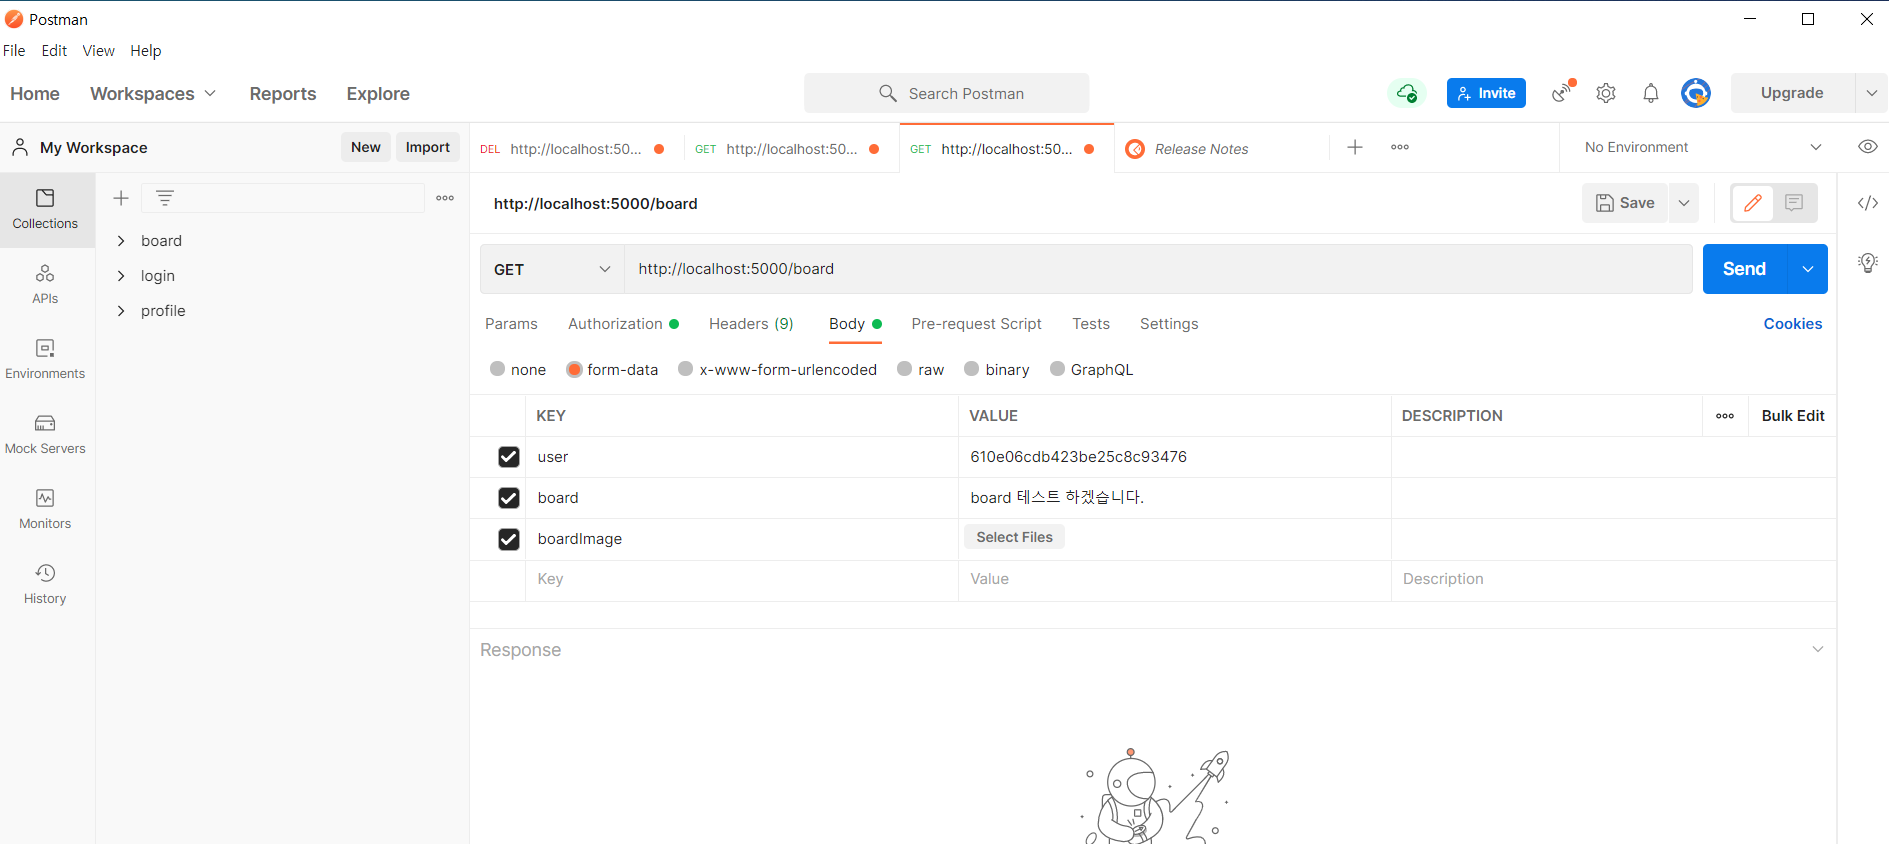 Postman
File Edit View Help
Home Workspaces Reports Explore
Search Postman
Invite
Upgrade
My Workspace
New
Import
DEL http://localhost:50...
GET http://localhost:50...
GET http://localhost:50...
Release Notes
No Environment
Collections
APIs
Environments
Mock Servers
Monitors
History
board
login
profile
http://localhost:5000/board
Save
GET
http://localhost:5000/board
Send
Params Authorization Headers (9) Body Pre-request Script Tests Settings
Cookies
none form-data x-www-form-urlencoded raw binary GraphQL
KEY VALUE DESCRIPTION Bulk Edit
user 610e06cdb423be25c8c93476
board board 테스트 하겠습니다.
boardImage Select Files
Key Value Description
Response